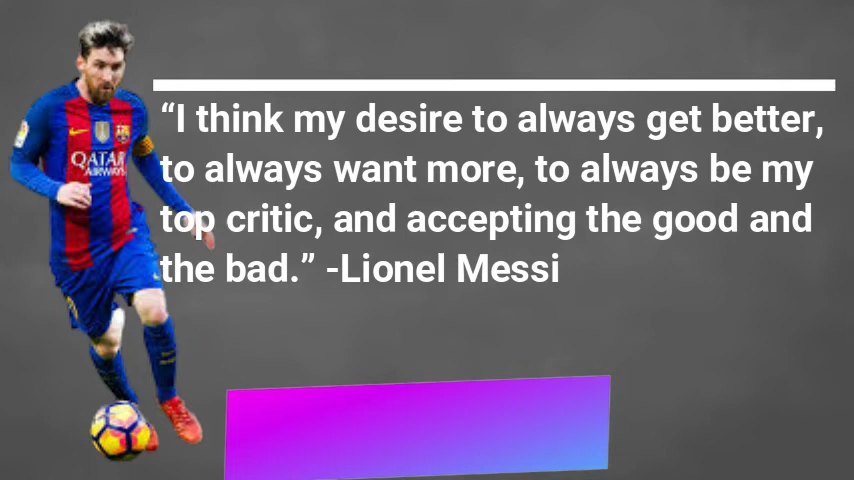 “I think my desire to always get better,
to always want more, to always be my
top critic, and accepting the good and
the bad.” -Lionel Messi
QATAR
AIRWAYS